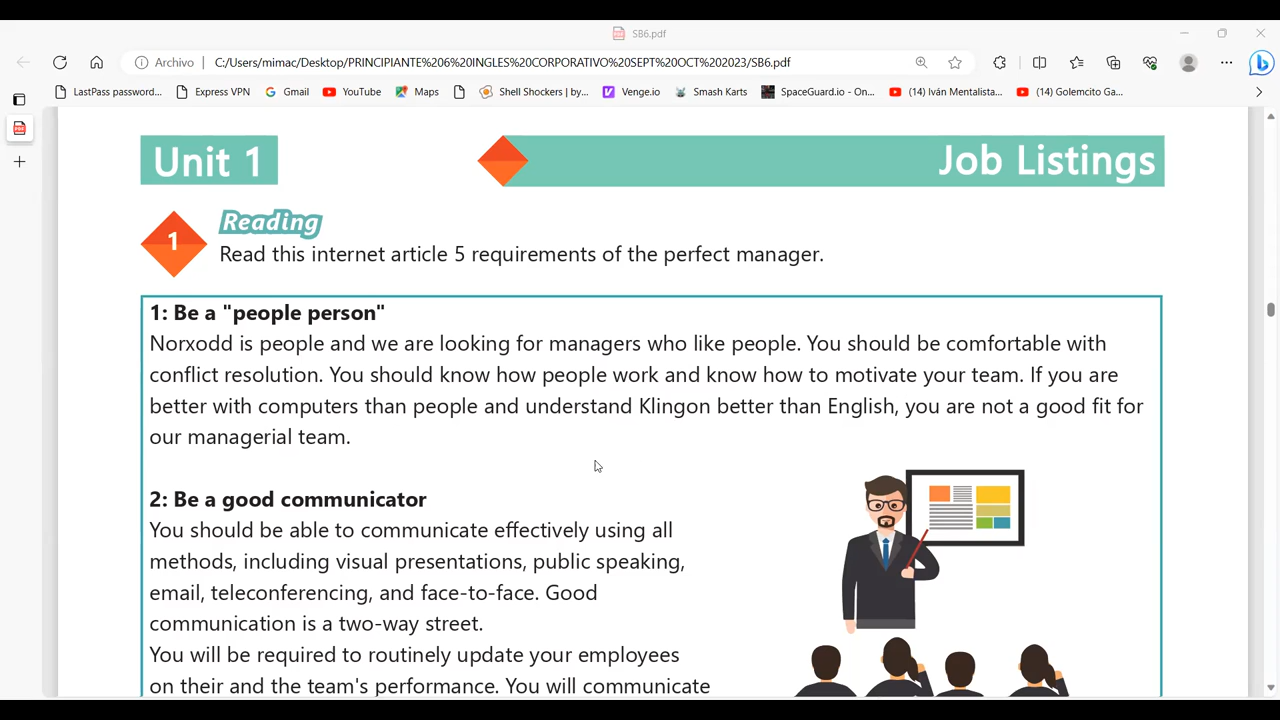 SB6.pdf
Archivo C:/Users/mimac/Desktop/PRINCIPIANTE%206%20INGLES%20CORPORATIVO%20SEPT%20OCT%202023/SB6.pdf
LastPass password... Express VPN Gmail YouTube Maps Shell Shockers | by... Venge.io Smash Karts SpaceGuard.io - On... (14) Iván Mentalista... (14) Golemcito Ga...
Unit 1 Job Listings
1 Reading
Read this internet article 5 requirements of the perfect manager.
1: Be a "people person"
Norxodd is people and we are looking for managers who like people. You should be comfortable with
conflict resolution. You should know how people work and know how to motivate your team. If you are
better with computers than people and understand Klingon better than English, you are not a good fit for
our managerial team.
2: Be a good communicator
You should be able to communicate effectively using all
methods, including visual presentations, public speaking,
email, teleconferencing, and face-to-face. Good
communication is a two-way street.
You will be required to routinely update your employees
on their and the team's performance. You will communicate